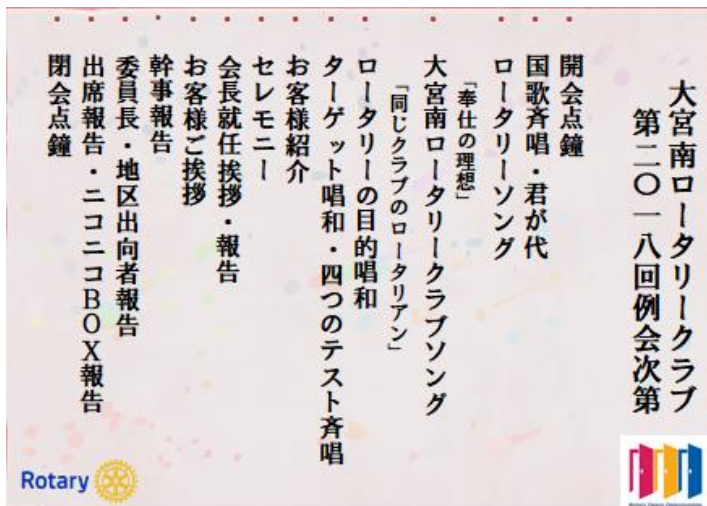 大宮南ロータリークラブ
第二〇一八回例会次第
開会点鐘
国歌斉唱・君が代
ロータリーソング
「奉仕の理想」
大宮南ロータリークラブソング
「同じクラブのロータリアン」
ロータリーの目的唱和
ターゲット唱和・四つのテスト斉唱
お客様紹介
セレモニー
会長就任挨拶・報告
お客様ご挨拶
幹事報告
委員長・地区出向者報告
出席報告・ニコニコBOX報告
閉会点鐘
Rotary